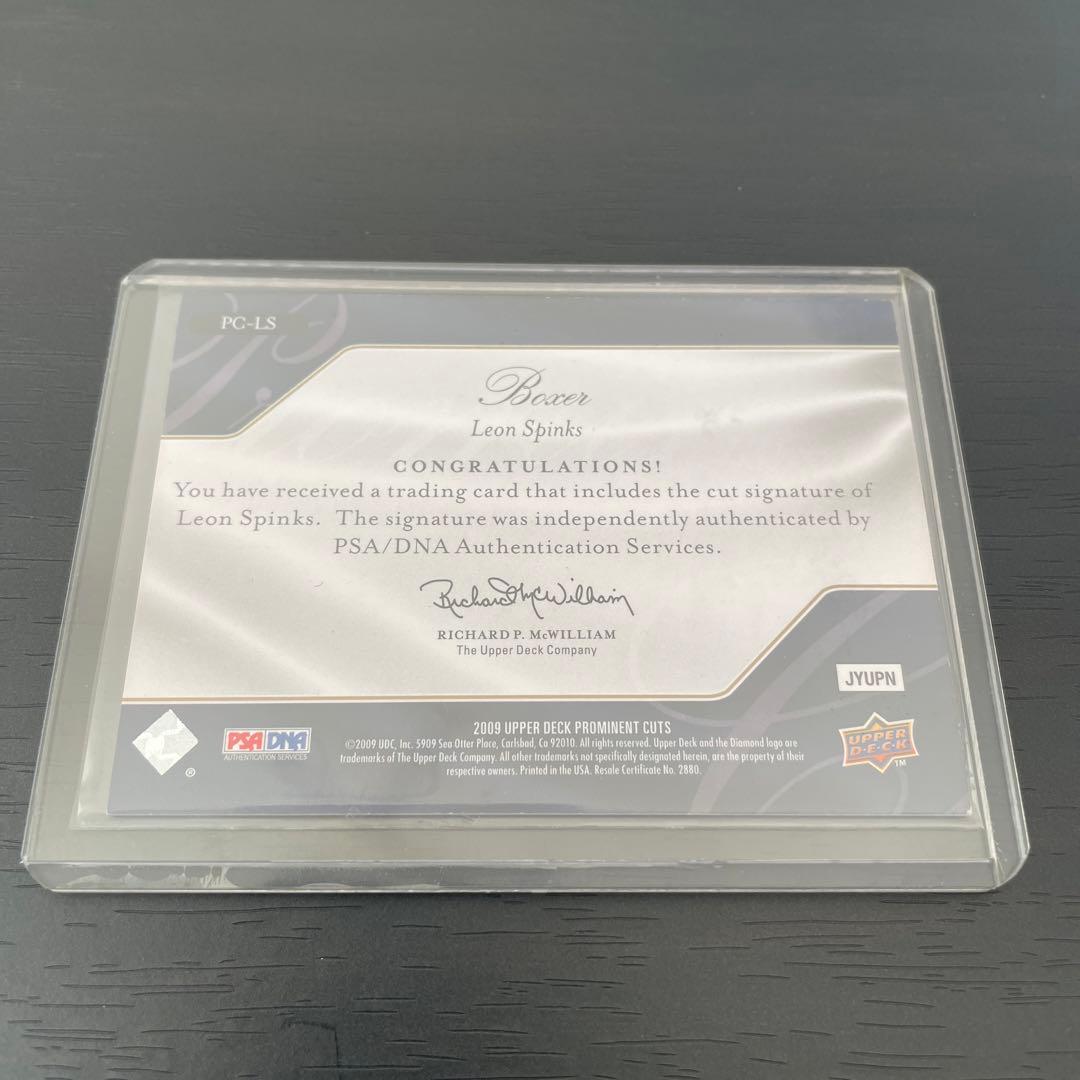 PC-LS
Boxer
Leon Spinks
CONGRATULATIONS!
You have received a trading card that includes the cut signature of
Leon Spinks. The signature was independently authenticated by
PSA/DNA Authentication Services.
Richard McWilliam
RICHARD P. McWILLIAM
The Upper Deck Company
JYUPN
2009 UPPER DECK PROMINENT CUTS
©2009 UDC, Inc. 5909 Sea Otter Place, Carlsbad, Ca 92010. All rights reserved. Upper Deck and the Diamond logo are
trademarks of The Upper Deck Company. All other trademarks not specifically designated herein, are the property of their
respective owners. Printed in the USA. Resale Certificate No. 2880.
®
PSA DNA
AUTHENTICATION SERVICES
UPPER
D·E·C·K
TM